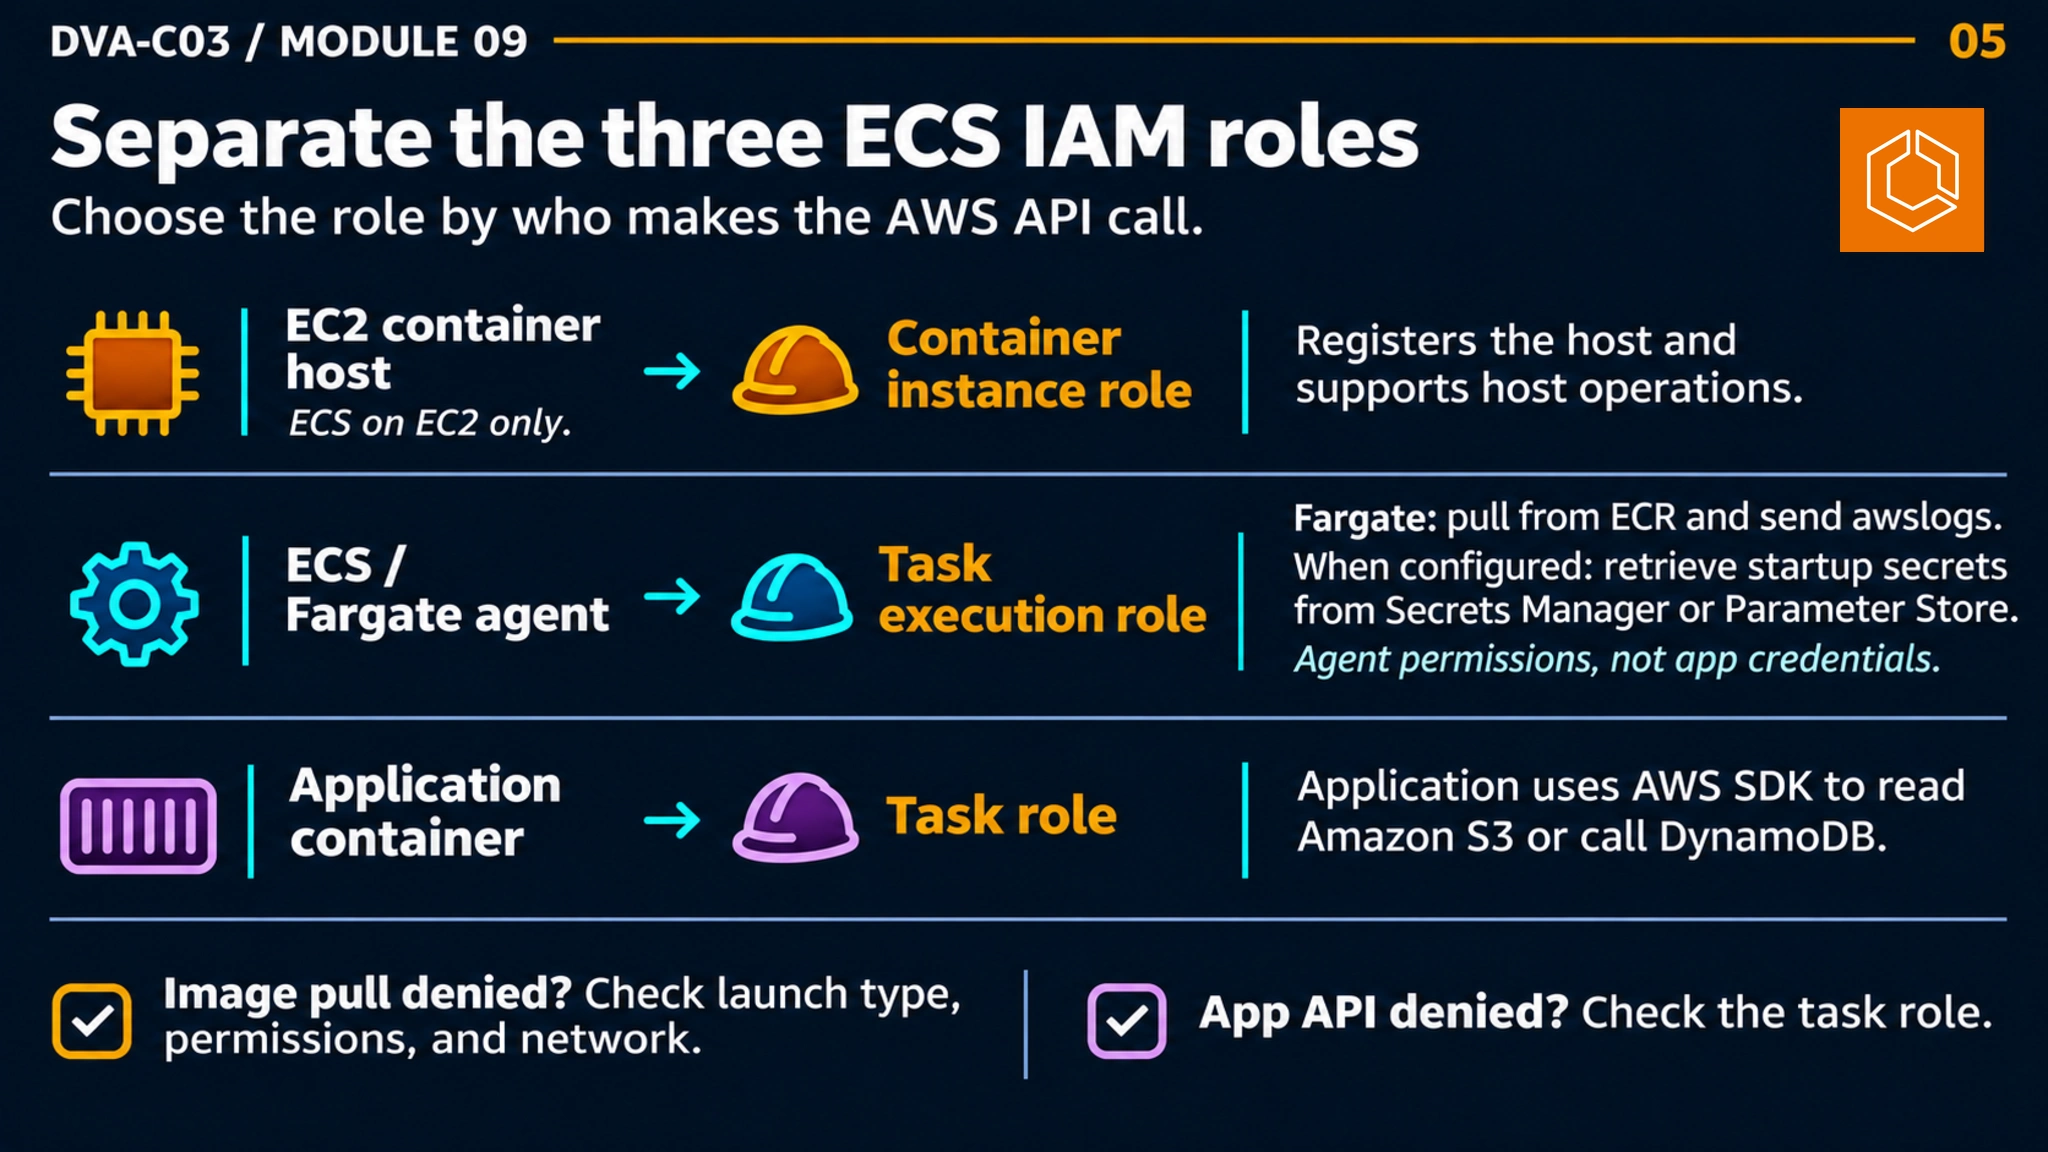 DVA-C03 / MODULE 09
05
Separate the three ECS IAM roles
Choose the role by who makes the AWS API call.
EC2 container
host
ECS on EC2 only.
Container
instance role
Registers the host and
supports host operations.
ECS /
Fargate agent
Task
execution role
Fargate: pull from ECR and send awslogs.
When configured: retrieve startup secrets
from Secrets Manager or Parameter Store.
Agent permissions, not app credentials.
Application
container
Task role
Application uses AWS SDK to read
Amazon S3 or call DynamoDB.
Image pull denied? Check launch type,
permissions, and network.
App API denied? Check the task role.